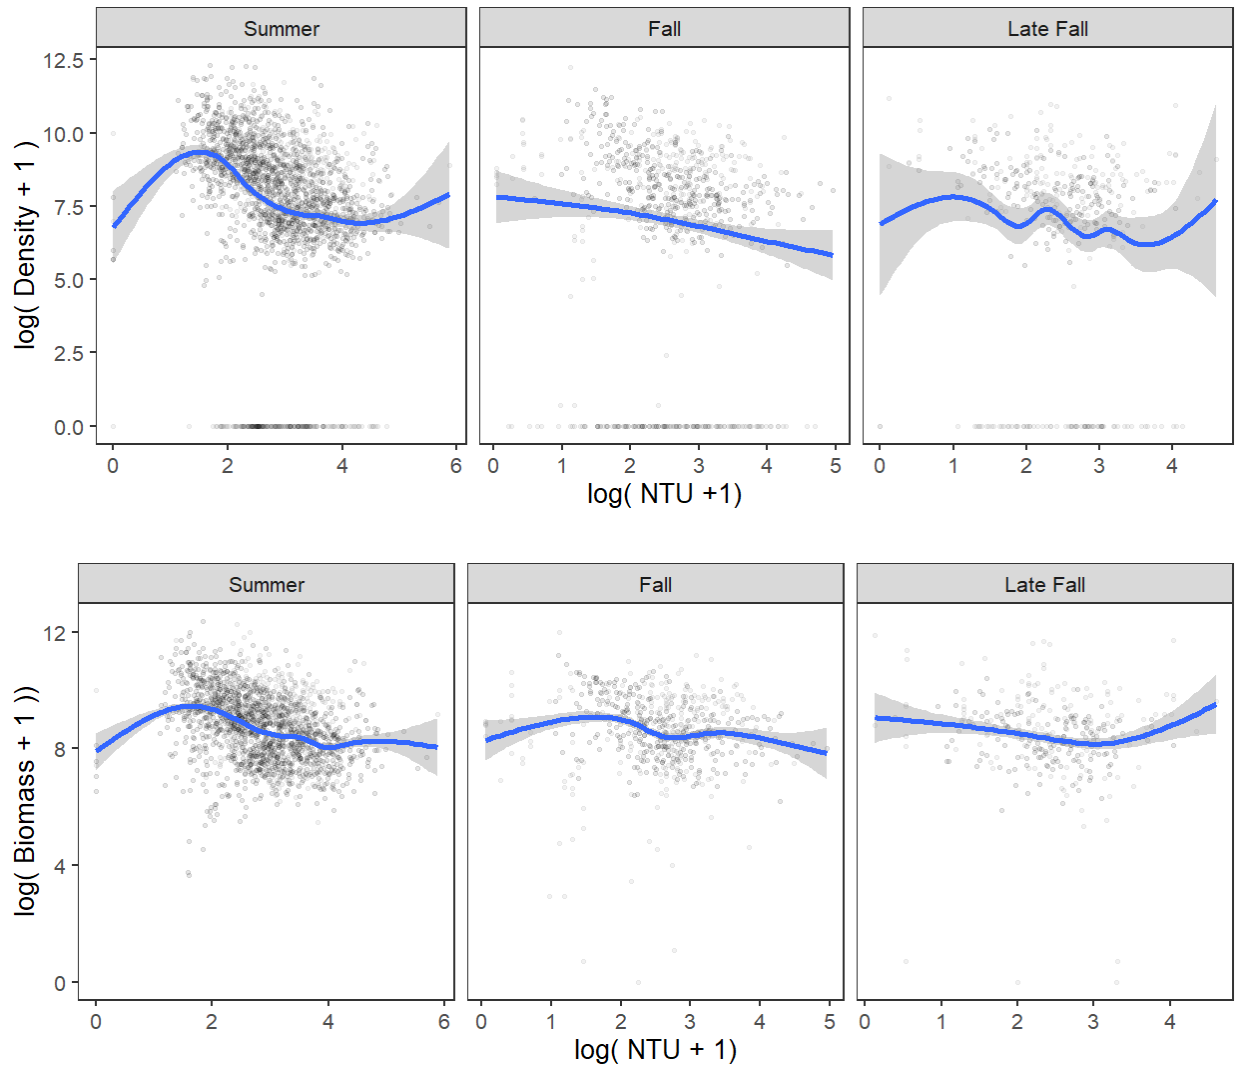 Summer Fall Late Fall
log( Density + 1 )
12.5
10.0
7.5
5.0
2.5
0.0
0 2 4 6 0 1 2 3 4 5 0 1 2 3 4
log( NTU +1)
Summer Fall Late Fall
log( Biomass + 1 ))
12
8
4
0
0 2 4 6 0 1 2 3 4 5 0 1 2 3 4
log( NTU + 1)